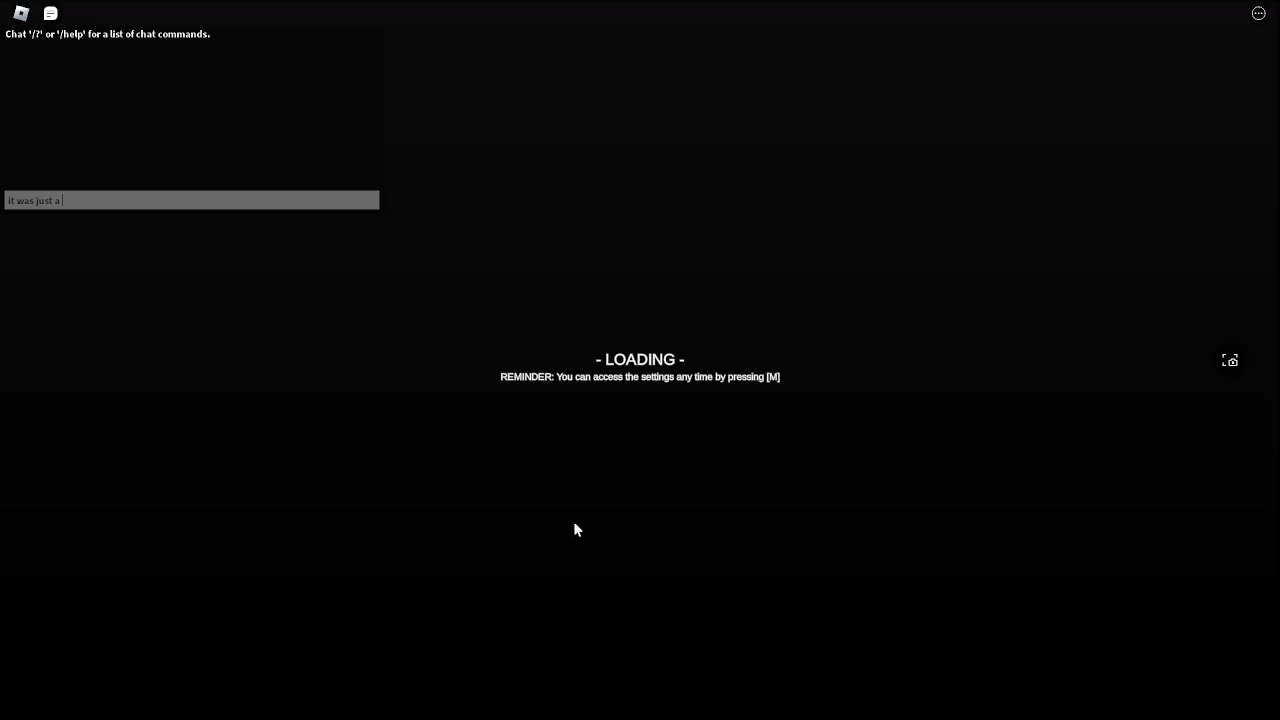 Chat '/?' or '/help' for a list of chat commands.
it was just a
- LOADING -
REMINDER: You can access the settings any time by pressing [M]